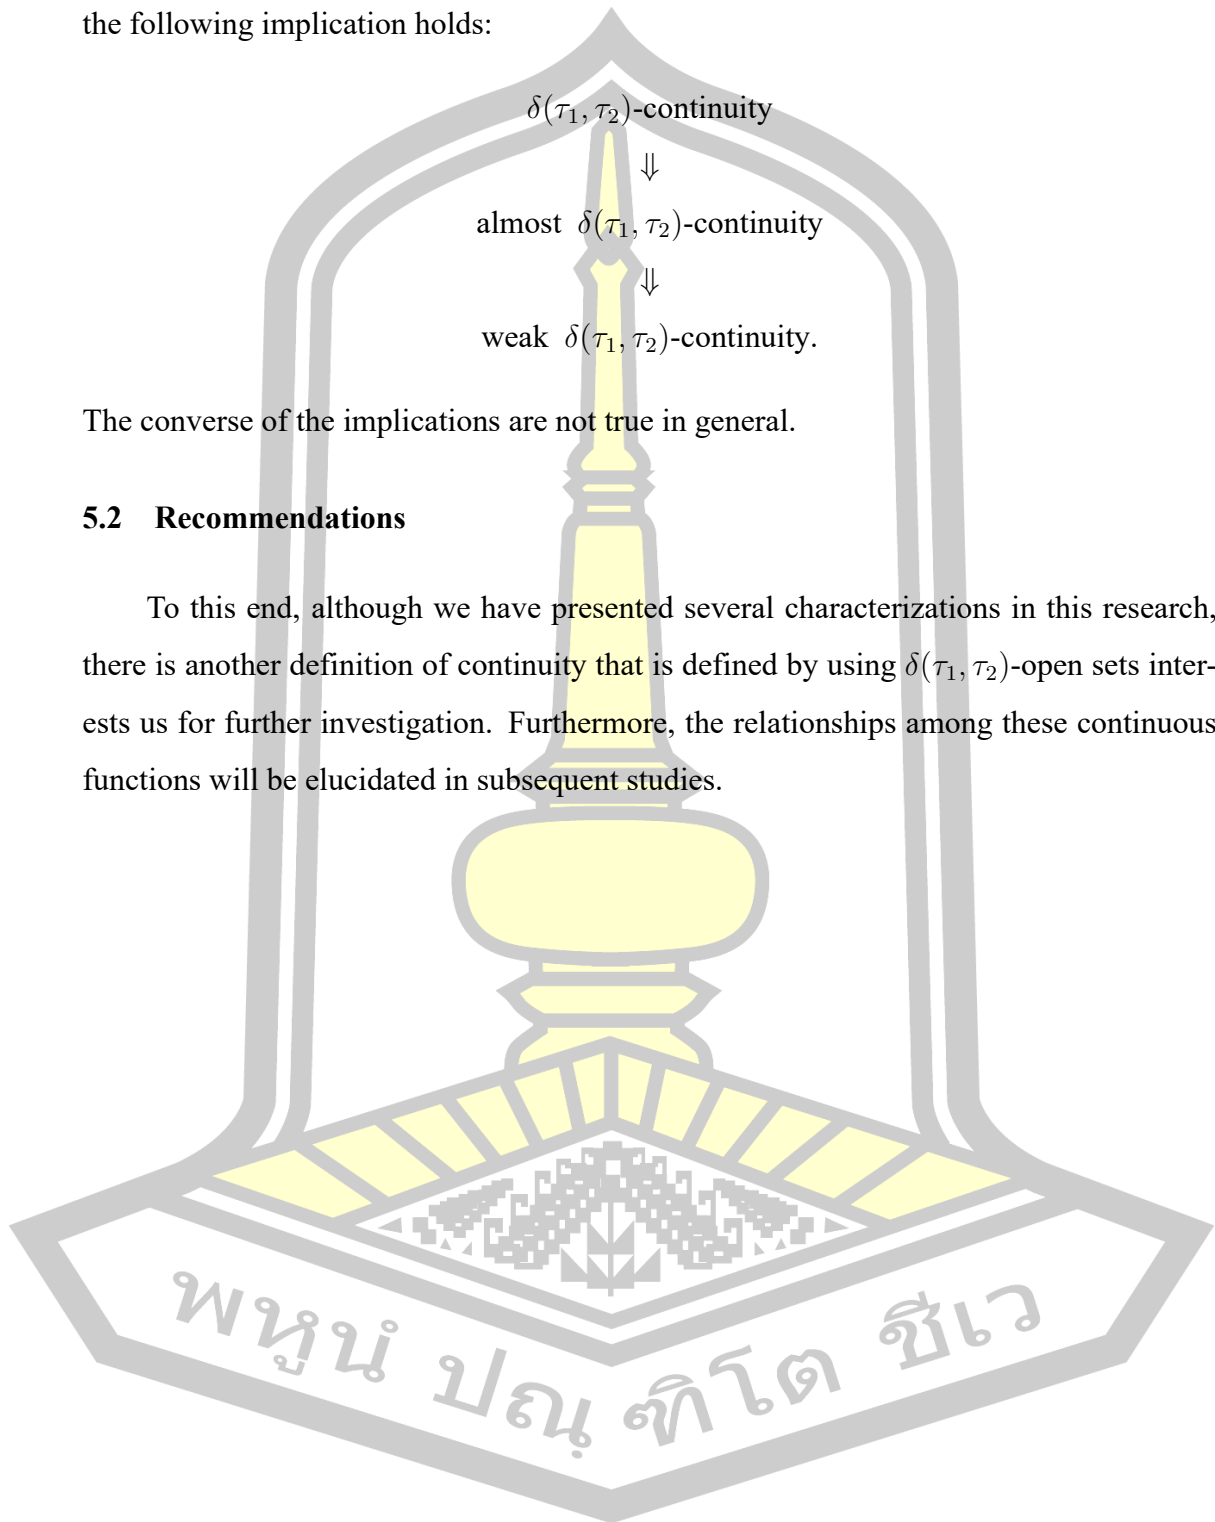 the following implication holds:
δ(τ₁, τ₂)-continuity
⇓
almost δ(τ₁, τ₂)-continuity
⇓
weak δ(τ₁, τ₂)-continuity.
The converse of the implications are not true in general.
5.2 Recommendations
To this end, although we have presented several characterizations in this research,
there is another definition of continuity that is defined by using δ(τ₁, τ₂)-open sets inter-
ests us for further investigation. Furthermore, the relationships among these continuous
functions will be elucidated in subsequent studies.
พหูนํ ปณฺ ฑิโต ชีเว